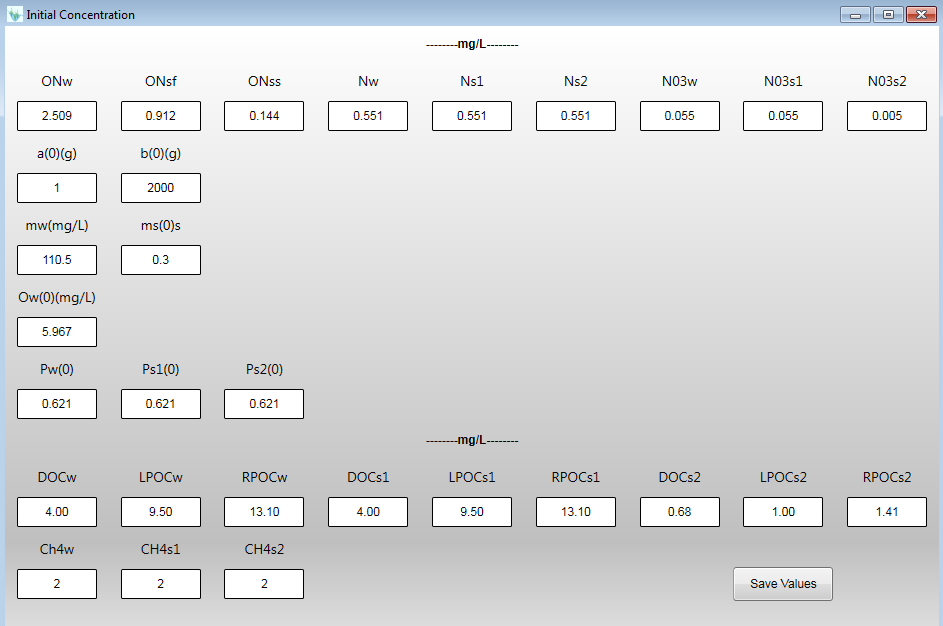 Initial Concentration
--------mg/L--------
ONw ONsf ONss Nw Ns1 Ns2 N03w N03s1 N03s2
2.509 0.912 0.144 0.551 0.551 0.551 0.055 0.055 0.005
a(0)(g) b(0)(g)
1 2000
mw(mg/L) ms(0)s
110.5 0.3
Ow(0)(mg/L)
5.967
Pw(0) Ps1(0) Ps2(0)
0.621 0.621 0.621
--------mg/L--------
DOCw LPOCw RPOCw DOCs1 LPOCs1 RPOCs1 DOCs2 LPOCs2 RPOCs2
4.00 9.50 13.10 4.00 9.50 13.10 0.68 1.00 1.41
Ch4w CH4s1 CH4s2
2 2 2 Save Values